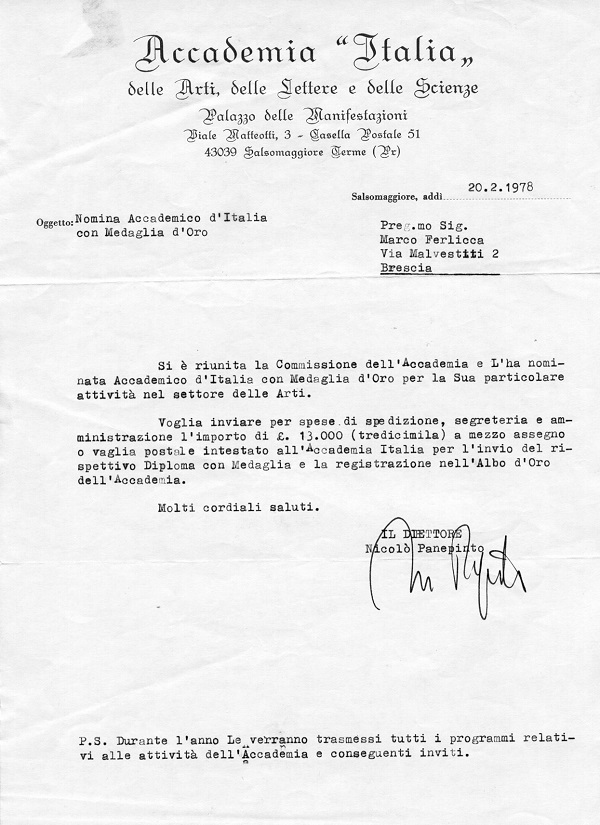 Accademia “Italia„
delle Arti, delle Lettere e delle Scienze
Palazzo delle Manifestazioni
Viale Matteotti, 3 - Casella Postale 51
43039 Salsomaggiore Terme (Pr)
Salsomaggiore, addì 20.2.1978
Oggetto: Nomina Accademico d'Italia
con Medaglia d'Oro
Preg.mo Sig.
Marco Ferlicca
Via Malvestiti 2
Brescia
Si è riunita la Commissione dell'Accademia e L'ha nomi-
nata Accademico d'Italia con Medaglia d'Oro per la Sua particolare
attività nel settore delle Arti.
Voglia inviare per spese di spedizione, segreteria e am-
ministrazione l'importo di £. 13.000 (tredicimila) a mezzo assegno
o vaglia postale intestato all'Accademia Italia per l'invio del ri-
spettivo Diploma con Medaglia e la registrazione nell'Albo d'Oro
dell'Accademia.
Molti cordiali saluti.
IL DIETTORE
Nicolò Panepinto
P.S. Durante l'anno Le verranno trasmessi tutti i programmi relati-
vi alle attività dell'Accademia e conseguenti inviti.